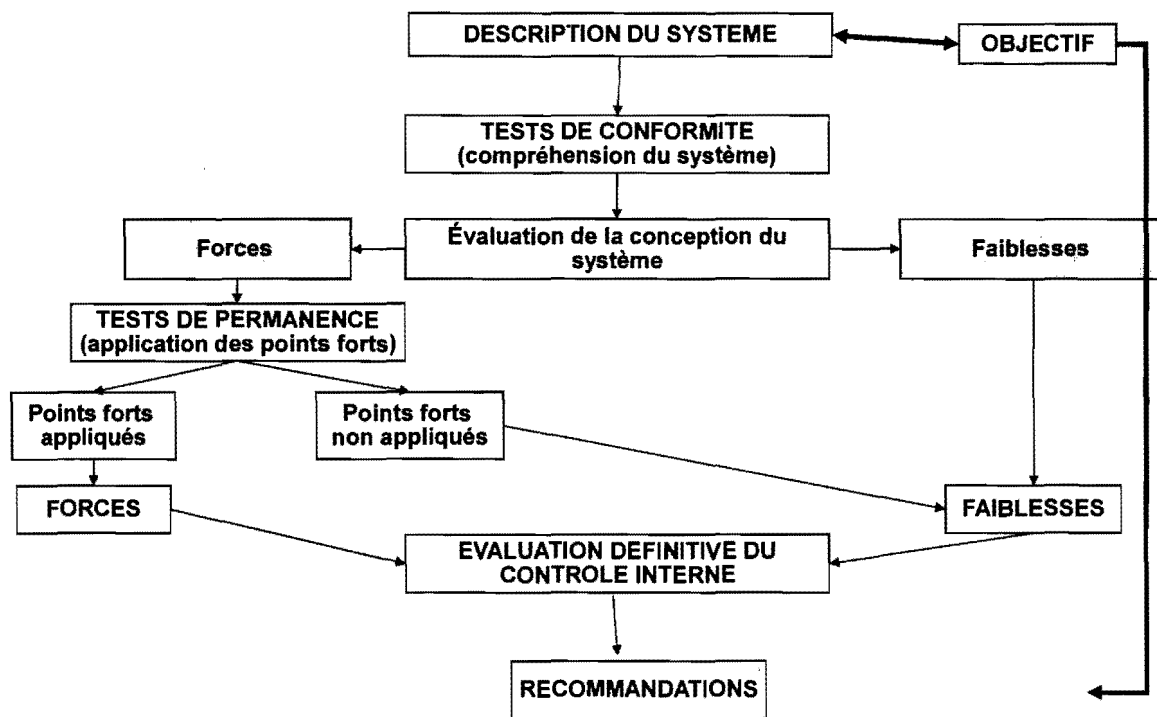 DESCRIPTION DU SYSTEME
OBJECTIF
TESTS DE CONFORMITE
(compréhension du système)
Forces
Évaluation de la conception du
système
Faiblesses
TESTS DE PERMANENCE
(application des points forts)
Points forts
appliqués
Points forts
non appliqués
FORCES
FAIBLESSES
EVALUATION DEFINITIVE DU
CONTROLE INTERNE
RECOMMANDATIONS